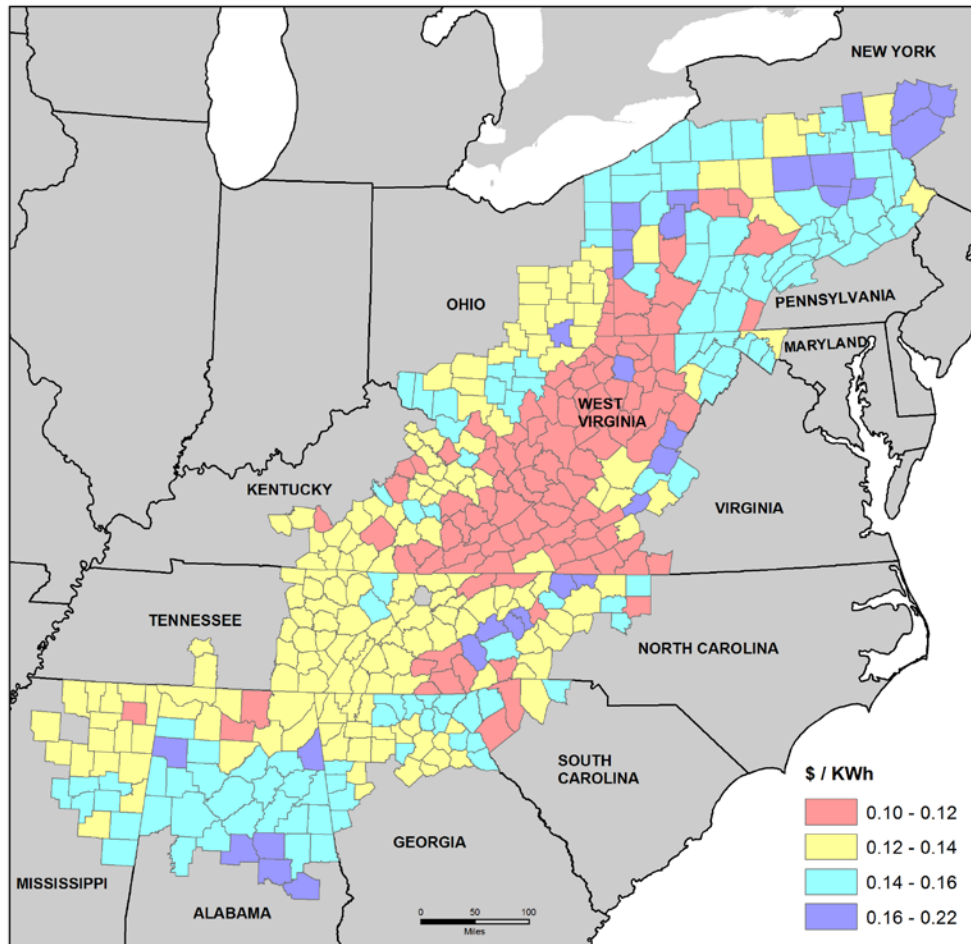 NEW YORK
OHIO
PENNSYLVANIA
MARYLAND
WEST
VIRGINIA
KENTUCKY
VIRGINIA
TENNESSEE
NORTH CAROLINA
SOUTH
CAROLINA
GEORGIA
MISSISSIPPI
ALABAMA
$ / KWh
0.10 - 0.12
0.12 - 0.14
0.14 - 0.16
0.16 - 0.22
0 50 100
Miles